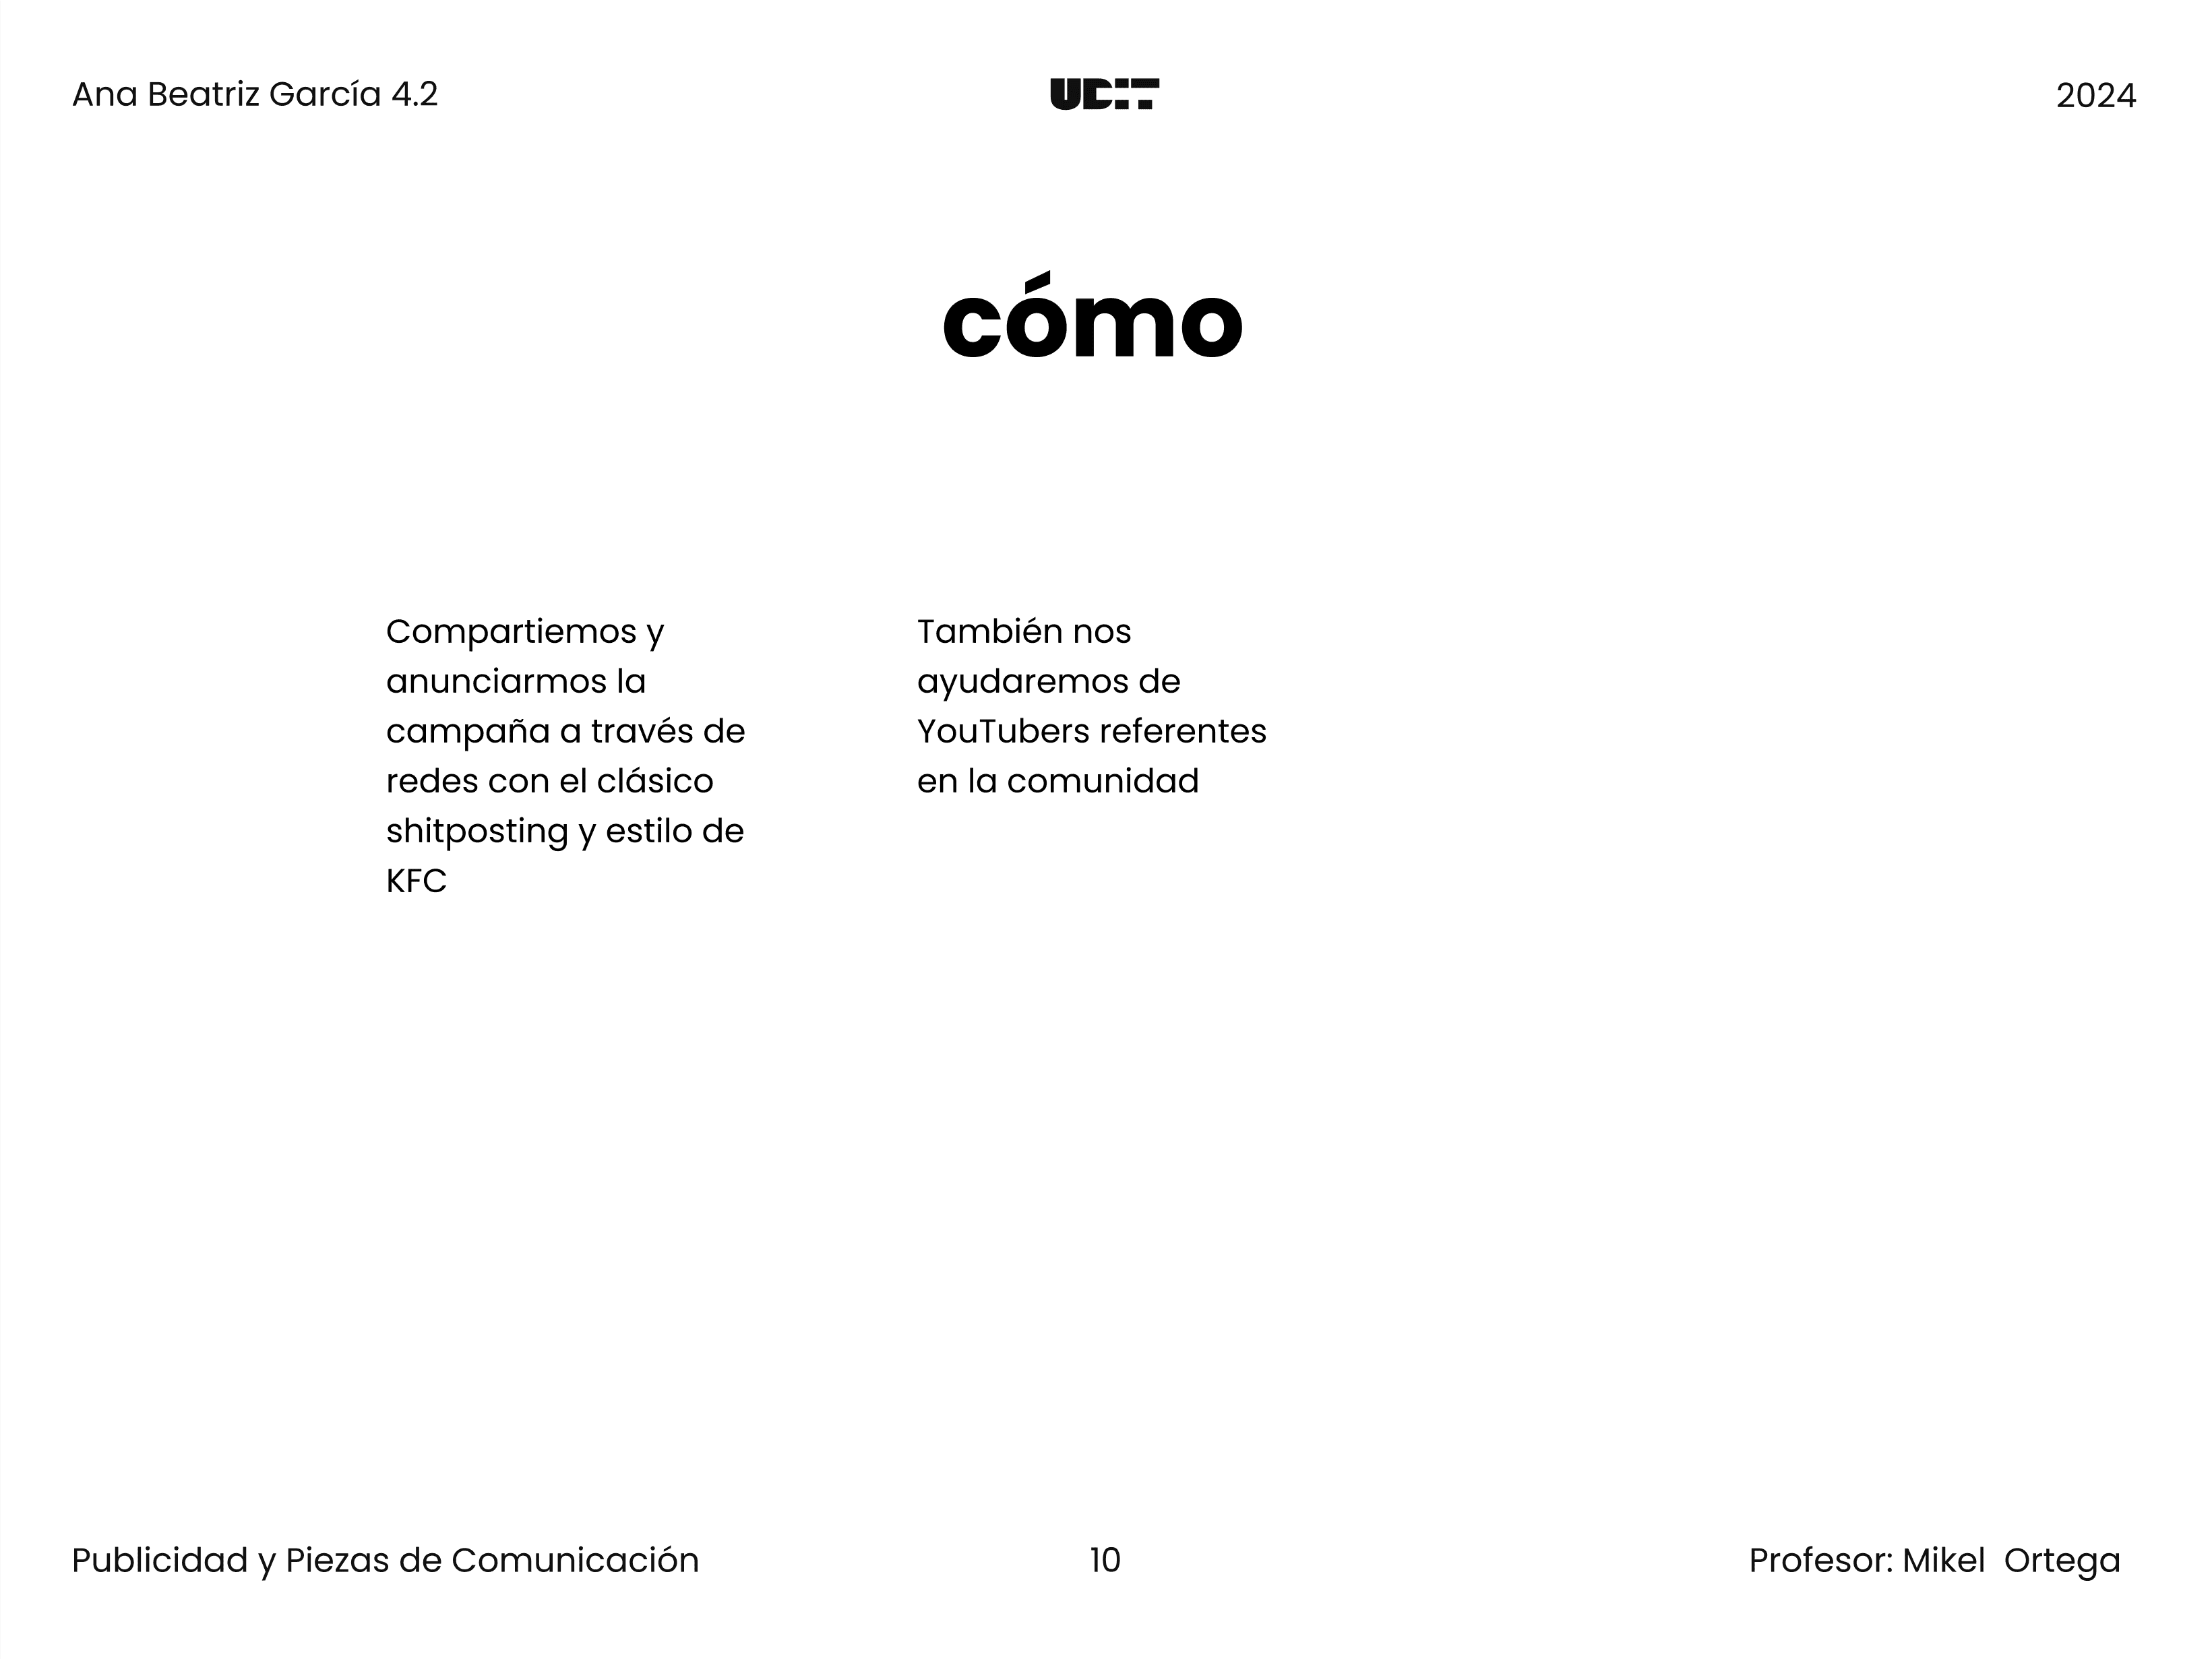 Ana Beatriz García 4.2
UDIT
2024
cómo
Compartiemos y
anunciarmos la
campaña a través de
redes con el clásico
shitposting y estilo de
KFC
También nos
ayudaremos de
YouTubers referentes
en la comunidad
Publicidad y Piezas de Comunicación
10
Profesor: Mikel  Ortega